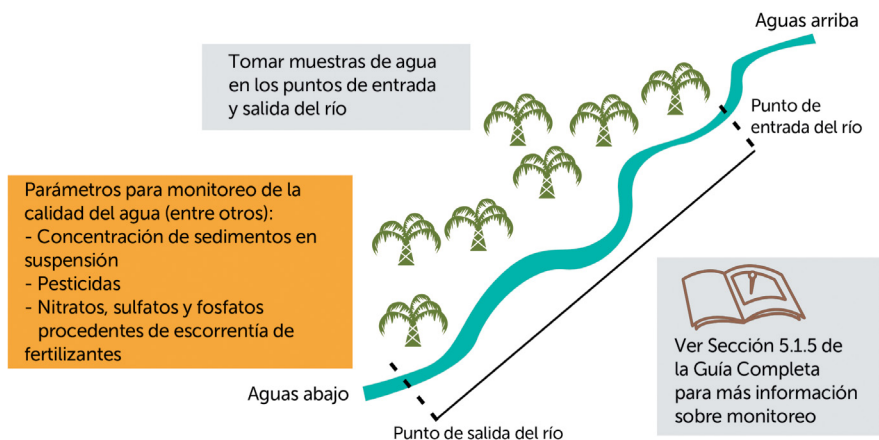 Aguas arriba
Tomar muestras de agua
en los puntos de entrada
y salida del río
Punto de
entrada del río
Parámetros para monitoreo de la
calidad del agua (entre otros):
- Concentración de sedimentos en
suspensión
- Pesticidas
- Nitratos, sulfatos y fosfatos
procedentes de escorrentía de
fertilizantes
Ver Sección 5.1.5 de
la Guía Completa
para más información
sobre monitoreo
Aguas abajo
Punto de salida del río